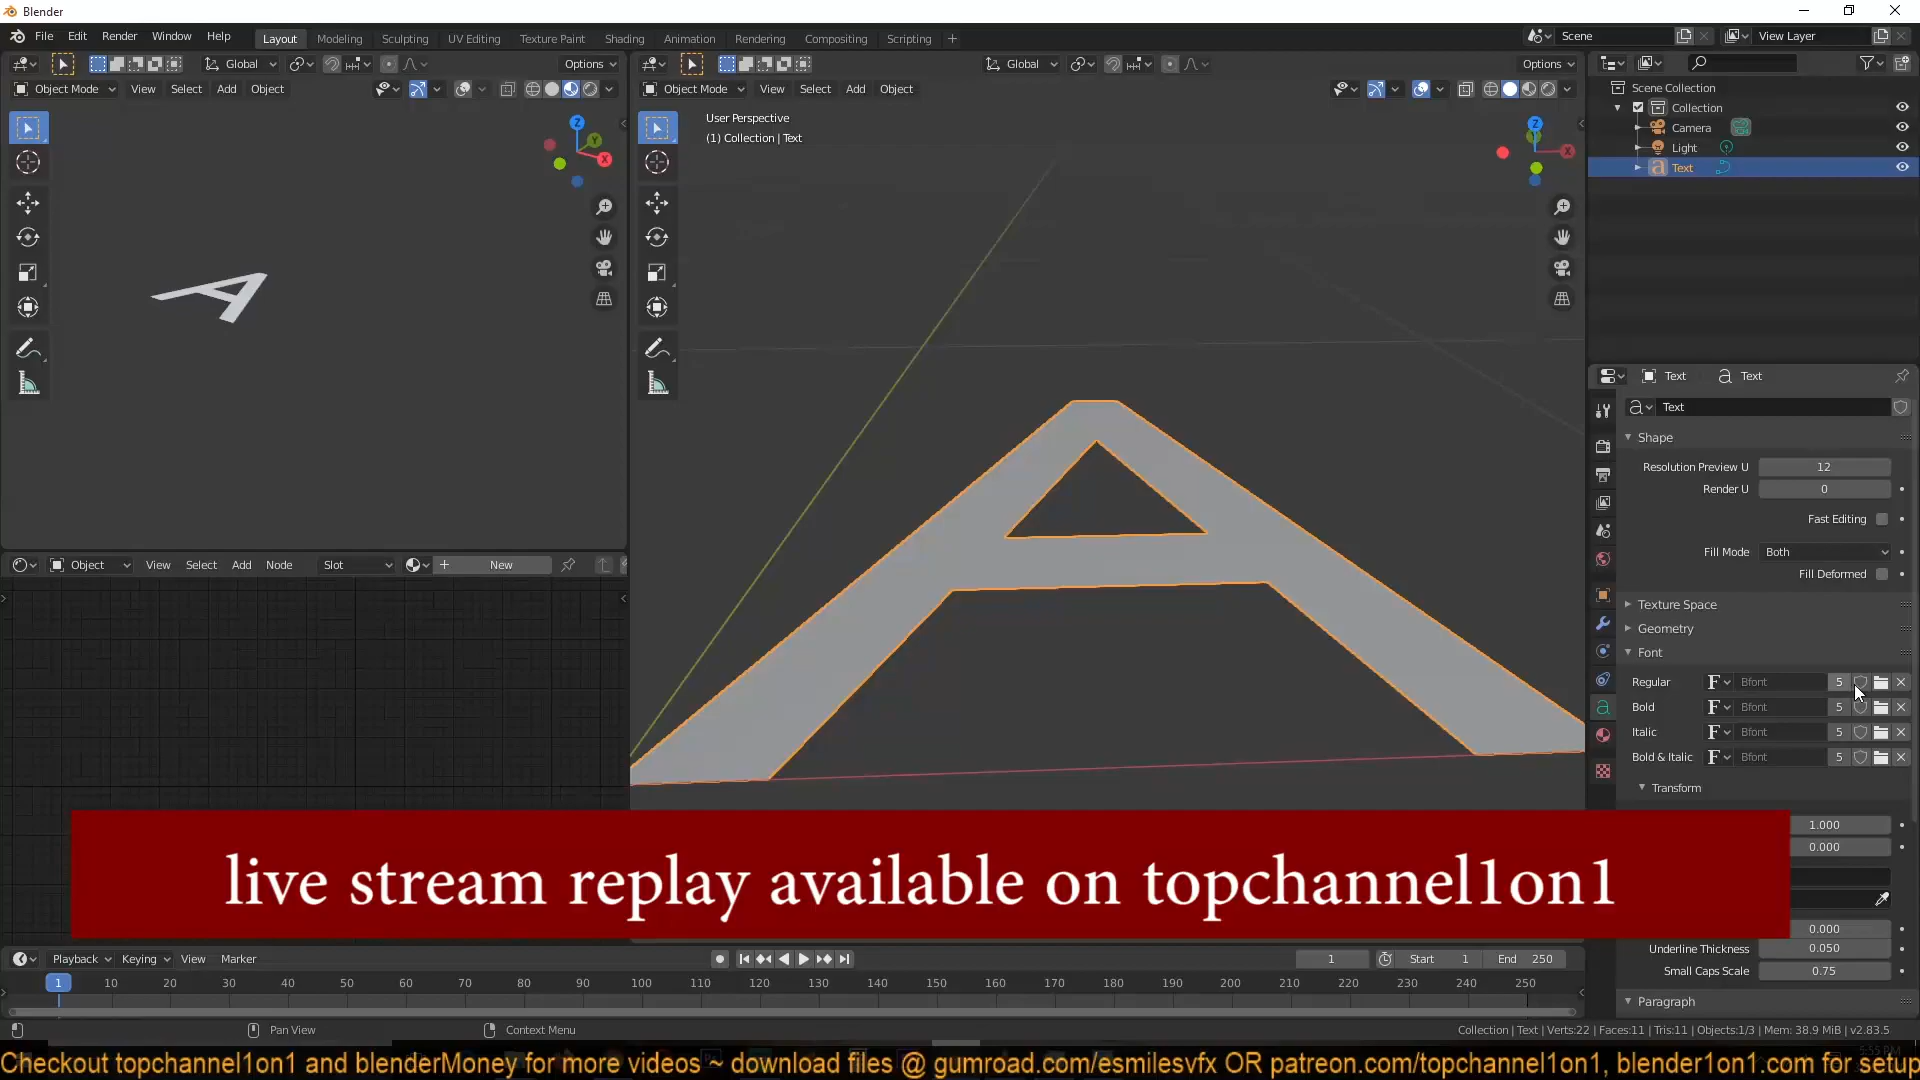 Blender
File Edit Render Window Help
Layout Modeling Sculpting UV Editing Texture Paint Shading Animation Rendering Compositing Scripting +
Scene View Layer
Global Options
Object Mode View Select Add Object
Global Options
Object Mode View Select Add Object
User Perspective
(1) Collection | Text
Z Y X
Z X
Scene Collection
Collection
Camera
Light
Text
Text Text
Text
Shape
Resolution Preview U 12
Render U 0
Fast Editing
Fill Mode Both
Fill Deformed
Texture Space
Geometry
Font
Regular F Bfont 5
Bold F Bfont 5
Italic F Bfont 5
Bold & Italic F Bfont 5
Transform
1.000
0.000
0.000
Underline Thickness 0.050
Small Caps Scale 0.75
Paragraph
A
A
Object View Select Add Node Slot New
live stream replay available on topchannel1on1
Playback Keying View Marker
1 Start 1 End 250
1 10 20 30 40 50 60 70 80 90 100 110 120 130 140 150 160 170 180 190 200 210 220 230 240 250
Pan View Context Menu
Collection | Text | Verts:22 | Faces:11 | Tris:11 | Objects:1/3 | Mem: 38.9 MiB | v2.83.5
Checkout topchannel1on1 and blenderMoney for more videos ~ download files @ gumroad.com/esmilesvfx OR patreon.com/topchannel1on1, blender1on1.com for setup